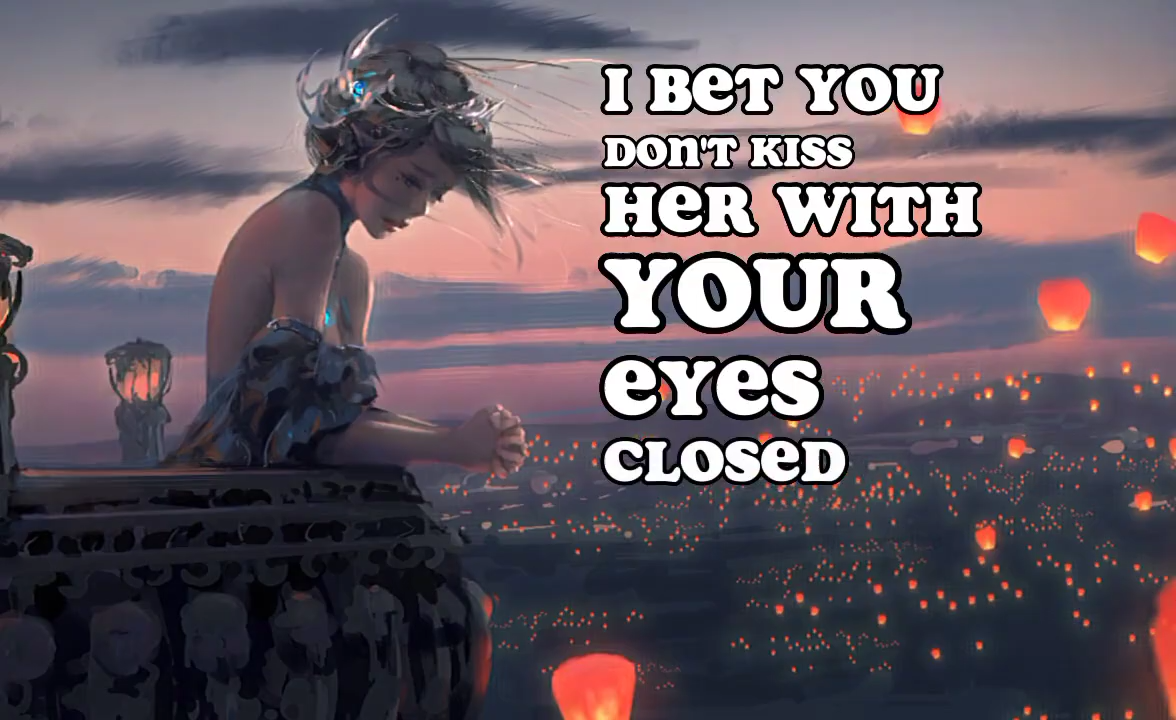 I BET YOU
DON'T KISS
HER WITH
YOUR
EYES
CLOSED